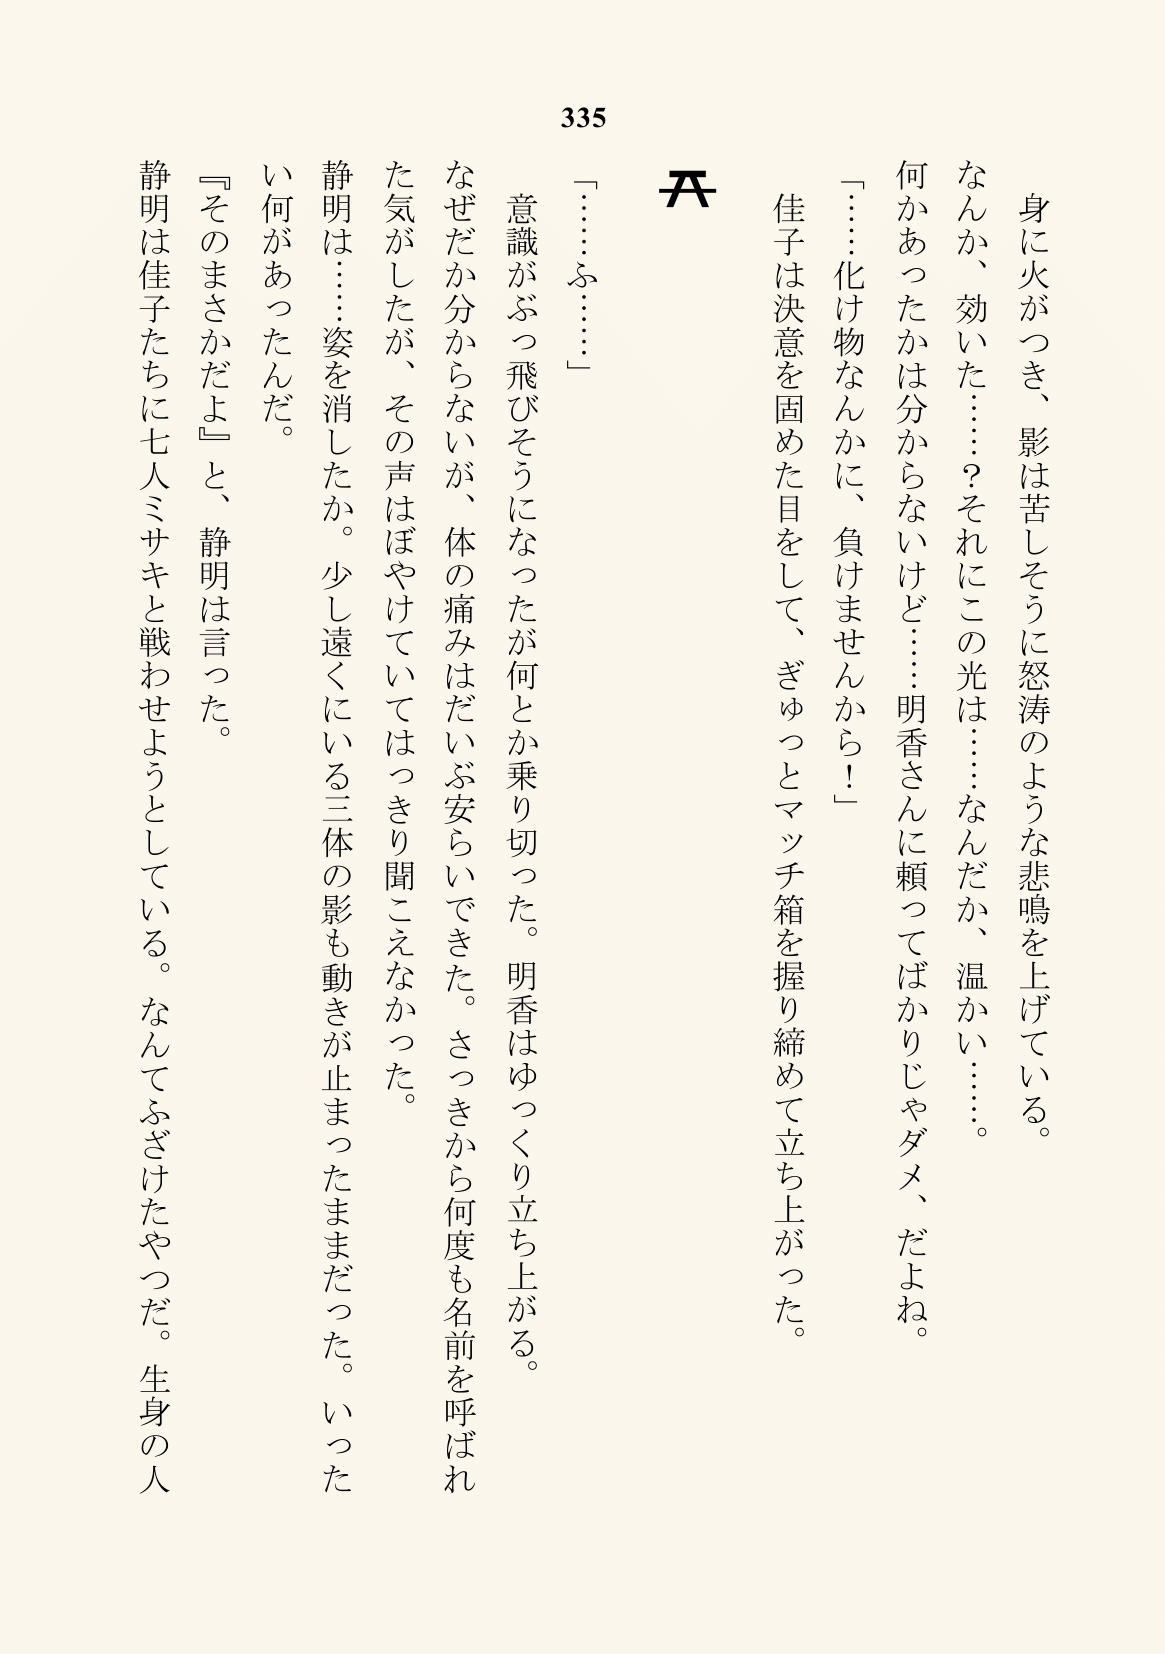 335
身に火がつき、影は苦しそうに怒涛のような悲鳴を上げている。
なんか、効いた……？それにこの光は……なんだか、温かい……。
何かあったかは分からないけど……明香さんに頼ってばかりじゃダメ、だよね。
「……化け物なんかに、負けませんから！」
佳子は決意を固めた目をして、ぎゅっとマッチ箱を握り締めて立ち上がった。
「……ふ……」
意識がぶっ飛びそうになったが何とか乗り切った。明香はゆっくり立ち上がる。
なぜだか分からないが、体の痛みはだいぶ安らいできた。さっきから何度も名前を呼ばれ
た気がしたが、その声はぼやけていてはっきり聞こえなかった。
静明は……姿を消したか。少し遠くにいる三体の影も動きが止まったままだった。いった
い何があったんだ。
『そのまさかだよ』と、静明は言った。
静明は佳子たちに七人ミサキと戦わせようとしている。なんてふざけたやつだ。生身の人